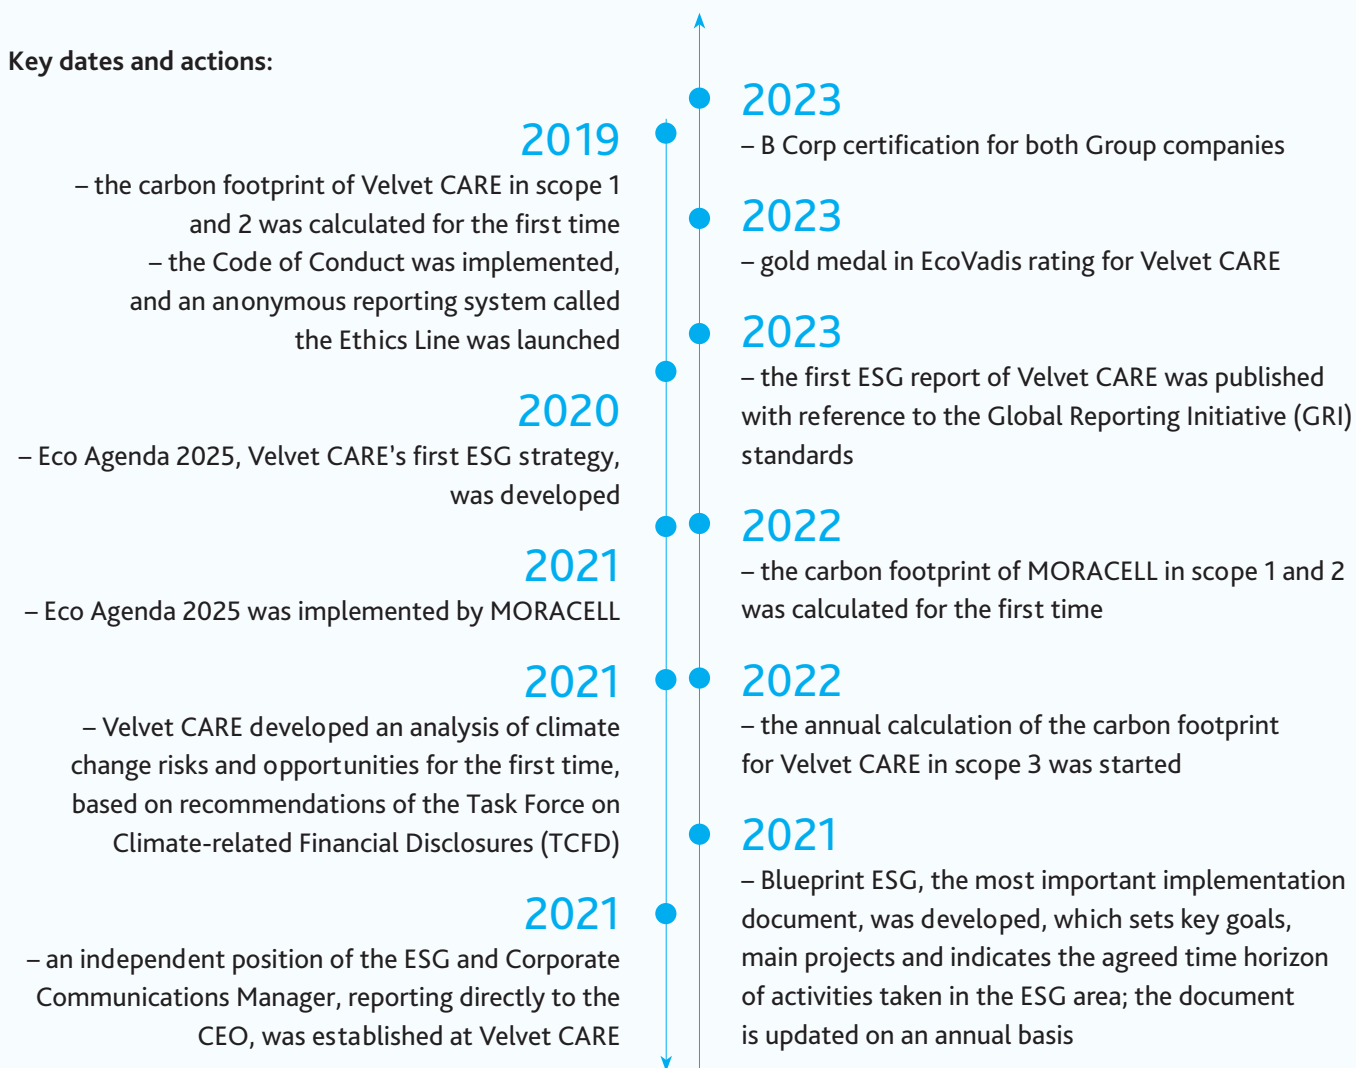 Key dates and actions:
2019
– the carbon footprint of Velvet CARE in scope 1
and 2 was calculated for the first time
– the Code of Conduct was implemented,
and an anonymous reporting system called
the Ethics Line was launched
2020
– Eco Agenda 2025, Velvet CARE’s first ESG strategy,
was developed
2021
– Eco Agenda 2025 was implemented by MORACELL
2021
– Velvet CARE developed an analysis of climate
change risks and opportunities for the first time,
based on recommendations of the Task Force on
Climate-related Financial Disclosures (TCFD)
2021
– an independent position of the ESG and Corporate
Communications Manager, reporting directly to the
CEO, was established at Velvet CARE
2023
– B Corp certification for both Group companies
2023
– gold medal in EcoVadis rating for Velvet CARE
2023
– the first ESG report of Velvet CARE was published
with reference to the Global Reporting Initiative (GRI)
standards
2022
– the carbon footprint of MORACELL in scope 1 and 2
was calculated for the first time
2022
– the annual calculation of the carbon footprint
for Velvet CARE in scope 3 was started
2021
– Blueprint ESG, the most important implementation
document, was developed, which sets key goals,
main projects and indicates the agreed time horizon
of activities taken in the ESG area; the document
is updated on an annual basis